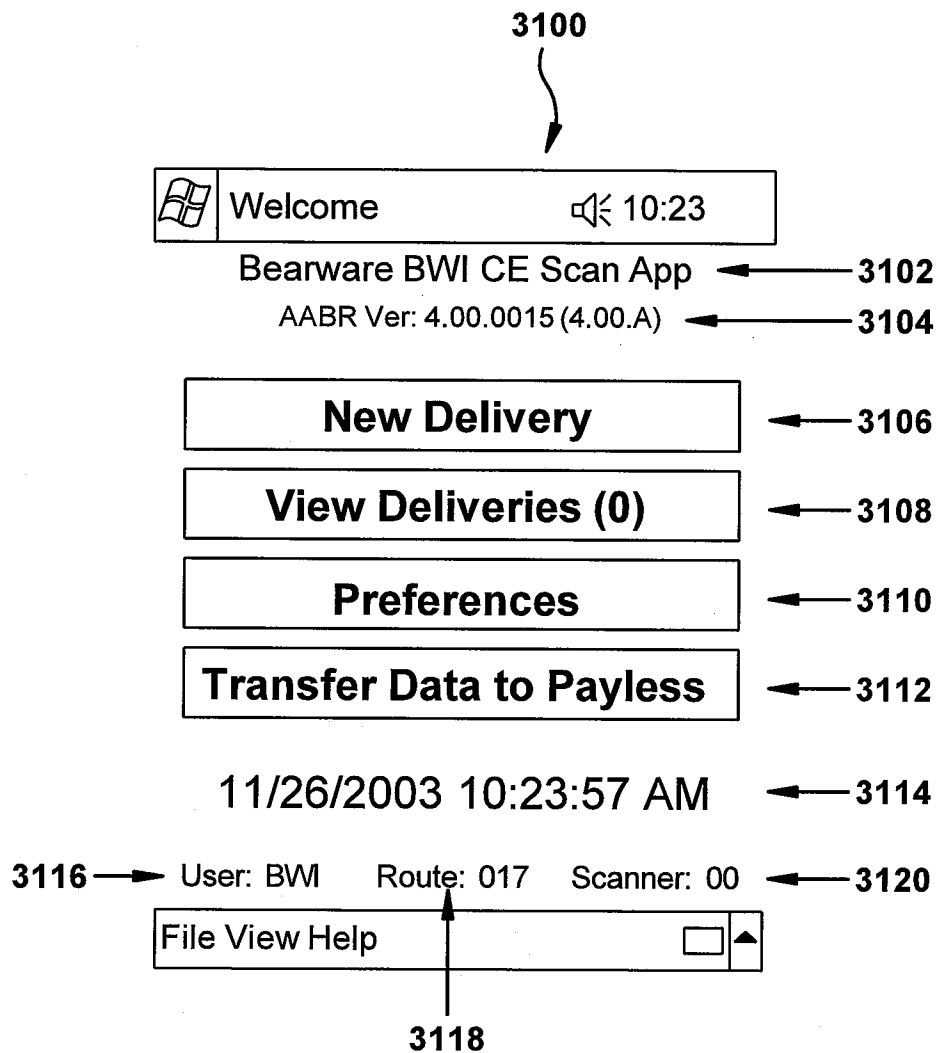 3100
Welcome 10:23
Bearware BWI CE Scan App 3102
AABR Ver: 4.00.0015 (4.00.A) 3104
New Delivery 3106
View Deliveries (0) 3108
Preferences 3110
Transfer Data to Payless 3112
11/26/2003 10:23:57 AM 3114
3116 User: BWI Route: 017 Scanner: 00 3120
File View Help
3118